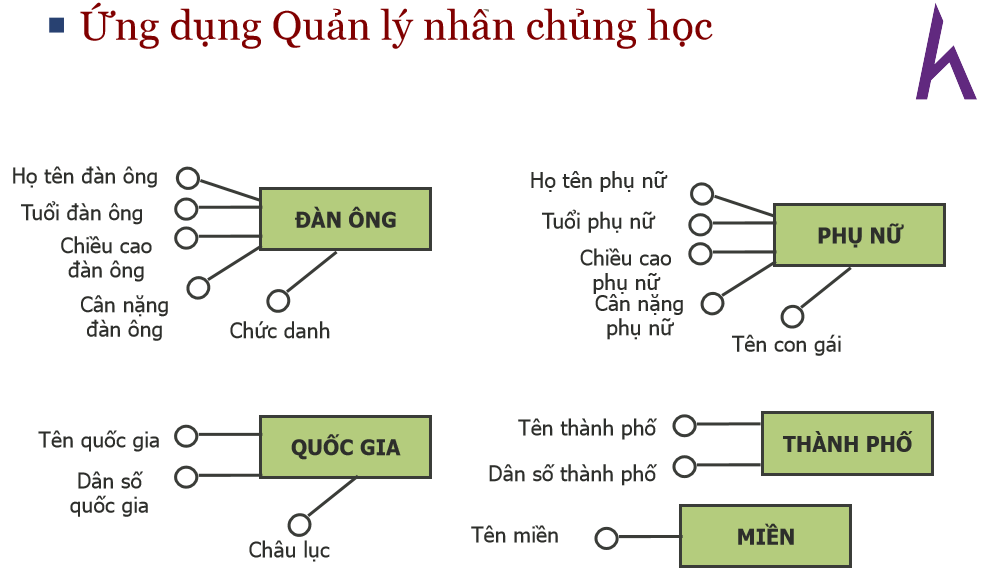 Ứng dụng Quản lý nhân chủng học
Họ tên đàn ông
Tuổi đàn ông
Chiều cao
đàn ông
Cân nặng
đàn ông
Chức danh
ĐÀN ÔNG
Họ tên phụ nữ
Tuổi phụ nữ
Chiều cao
phụ nữ
Cân nặng
phụ nữ
Tên con gái
PHỤ NỮ
Tên quốc gia
Dân số
quốc gia
Châu lục
QUỐC GIA
Tên thành phố
Dân số thành phố
THÀNH PHỐ
Tên miền
MIỀN